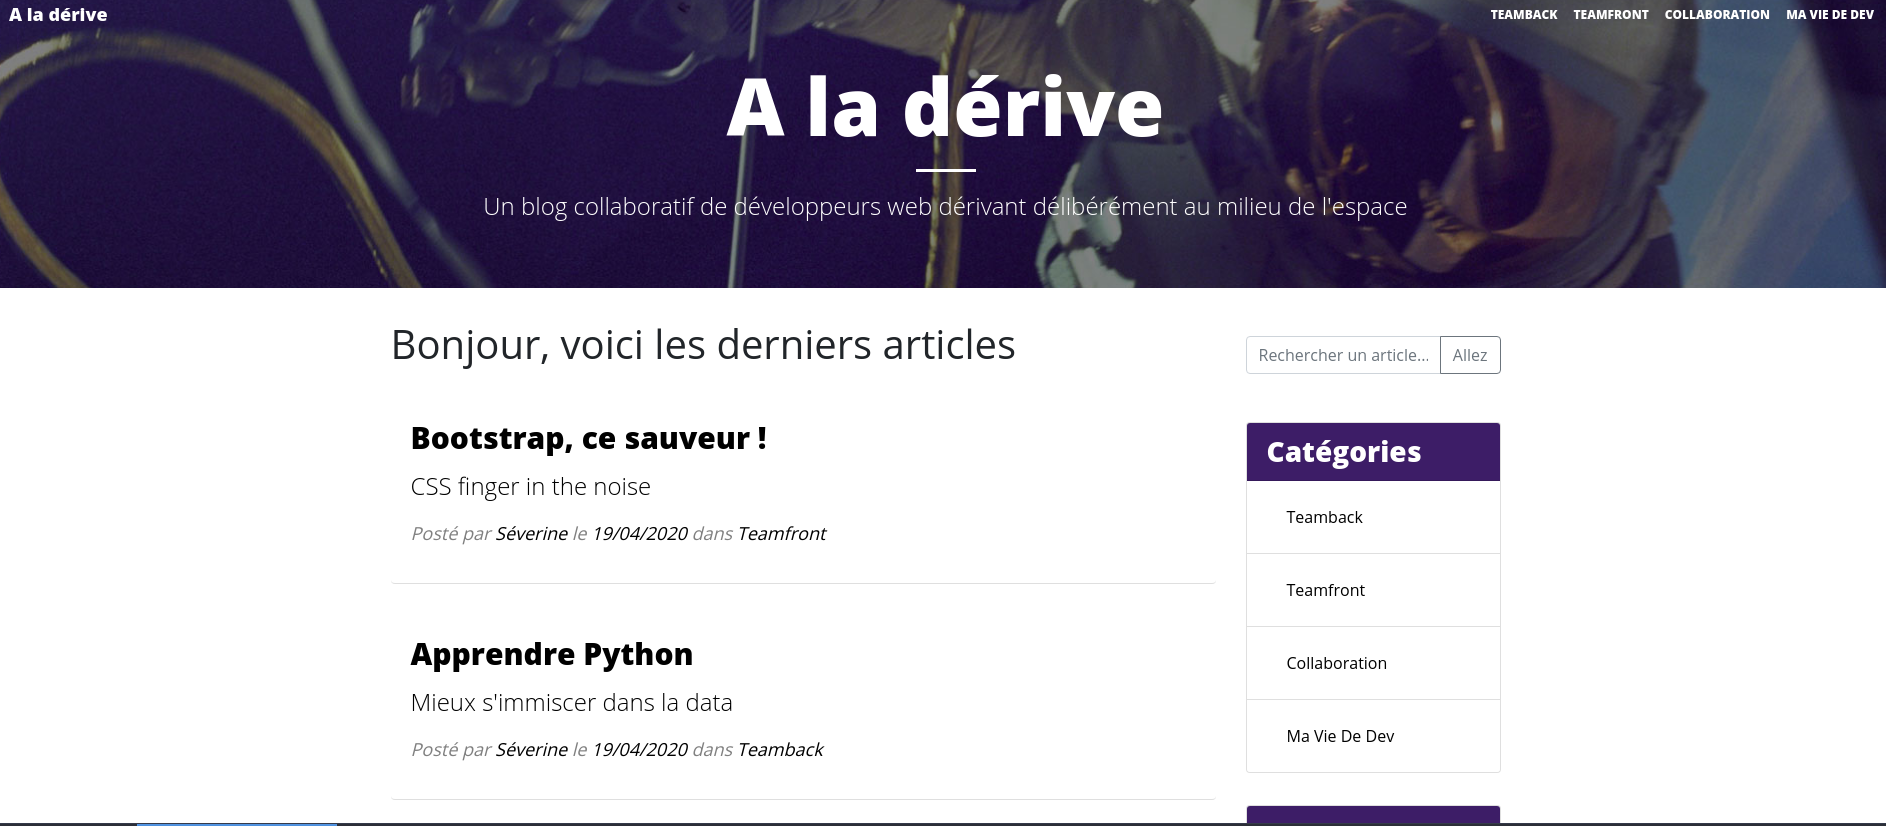 A la dérive
TEAMBACK TEAMFRONT COLLABORATION MA VIE DE DEV
A la dérive
Un blog collaboratif de développeurs web dérivant délibérément au milieu de l'espace
Bonjour, voici les derniers articles
Bootstrap, ce sauveur !
CSS finger in the noise
Posté par Séverine le 19/04/2020 dans Teamfront
Apprendre Python
Mieux s'immiscer dans la data
Posté par Séverine le 19/04/2020 dans Teamback
Rechercher un article... Allez
Catégories
Teamback
Teamfront
Collaboration
Ma Vie De Dev